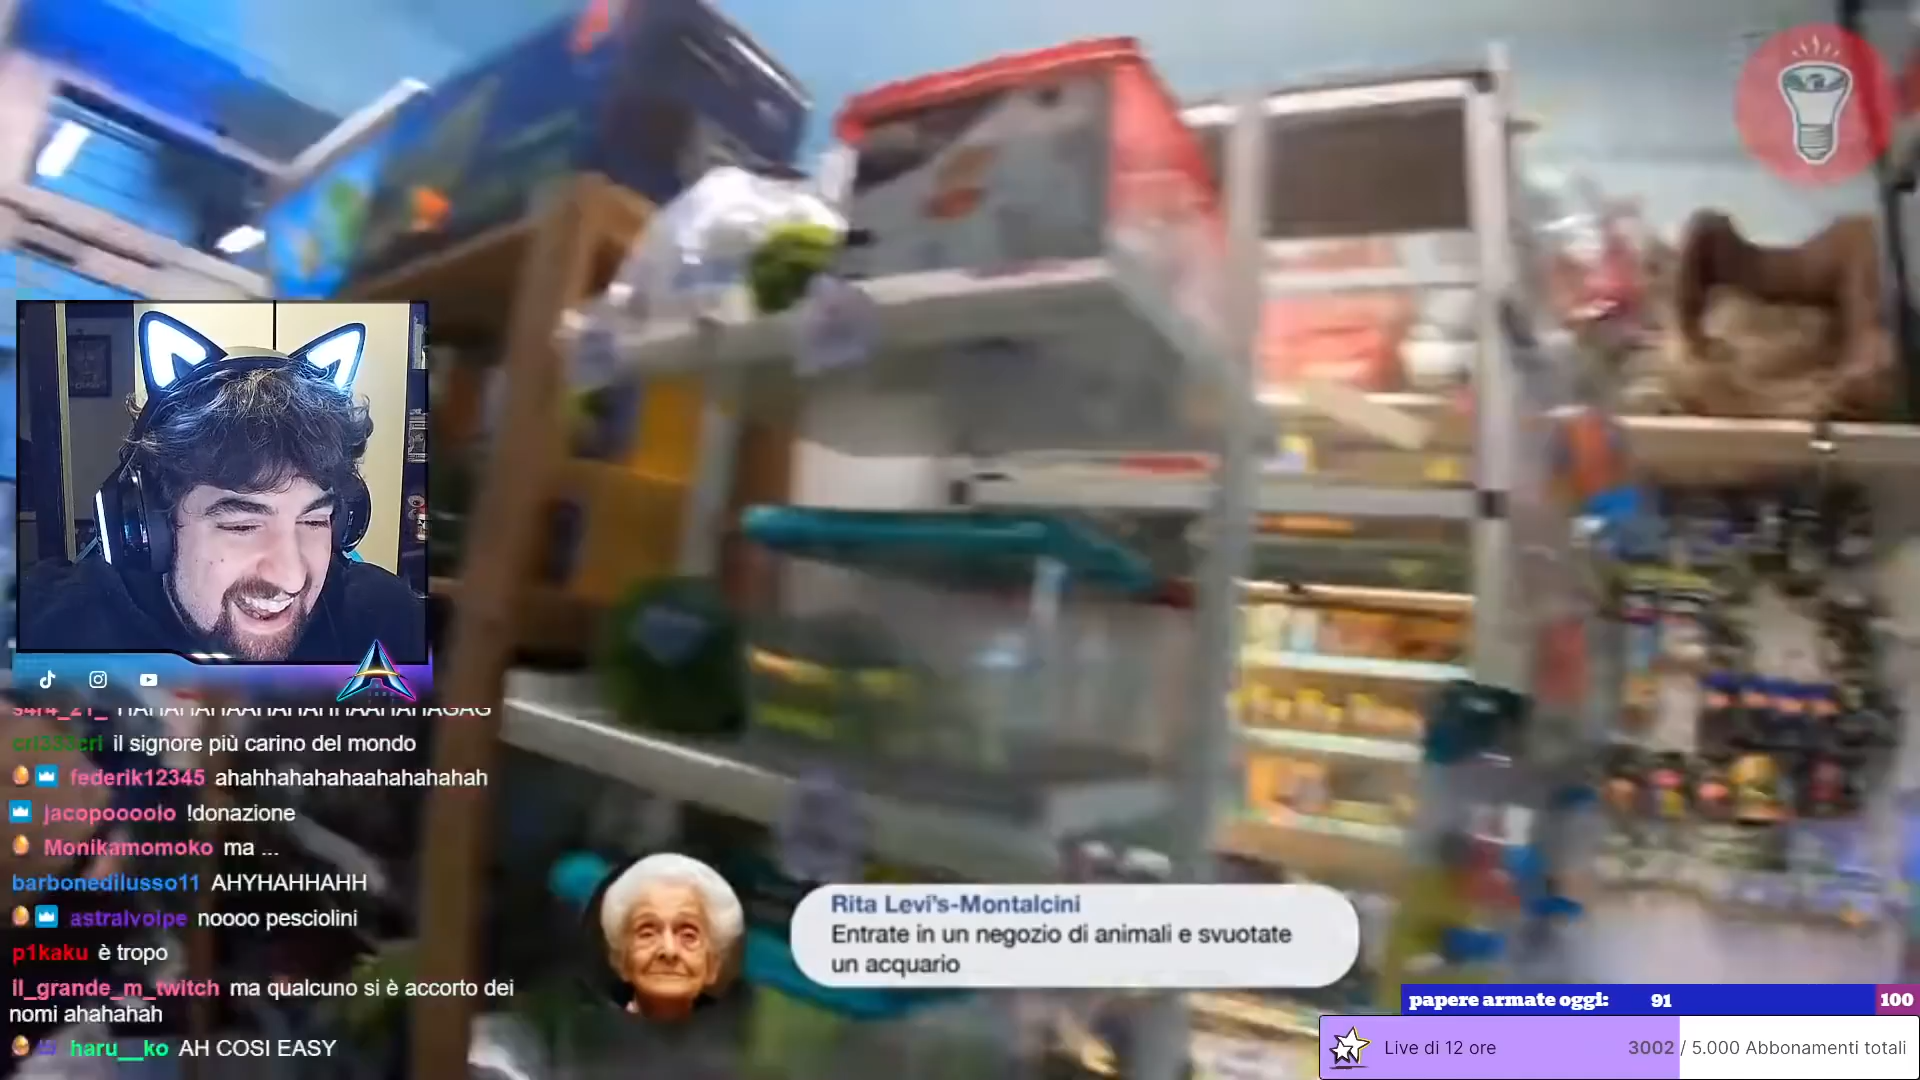 s4r4_21_ HAHAHAHAAHAHAHHAAHAHAGAG
cri333cri il signore più carino del mondo
federik12345 ahahhahahahaahahahahah
jacopoooolo !donazione
Monikamomoko ma ...
barbonedilusso11 AHYHAHHAHH
astralvolpe noooo pesciolini
p1kaku è tropo
il_grande_m_twitch ma qualcuno si è accorto dei
nomi ahahahah
haru__ko AH COSI EASY
Rita Levi's-Montalcini
Entrate in un negozio di animali e svuotate
un acquario
papere armate oggi: 91 100
Live di 12 ore 3002 / 5.000 Abbonamenti totali